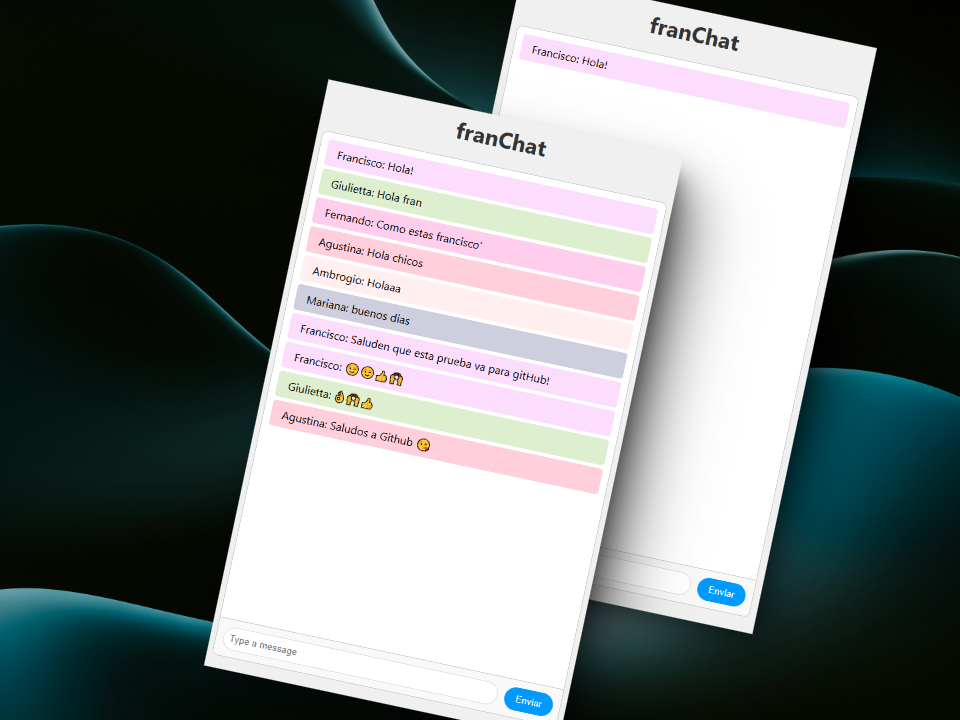 franChat
Francisco: Hola!
Enviar
franChat
Francisco: Hola!
Giulietta: Hola fran
Fernando: Como estas francisco'
Agustina: Hola chicos
Ambrogio: Holaaa
Mariana: buenos dias
Francisco: Saluden que esta prueba va para gitHub!
Francisco: 😉😉👍🙌
Giulietta: 👌🙌👍
Agustina: Saludos a Github 😘
Type a message
Enviar